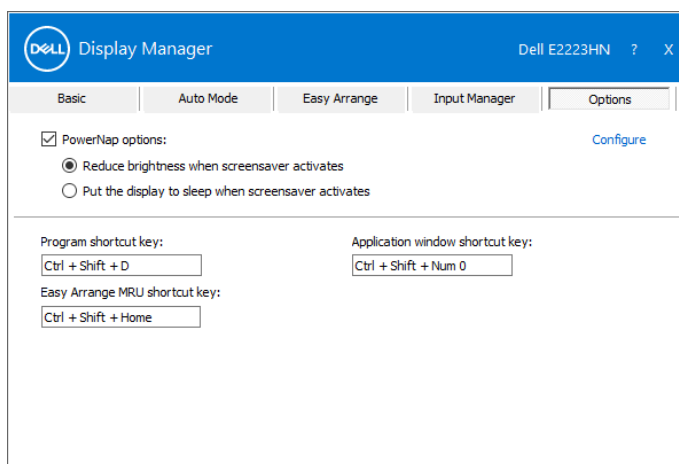 DELL Display Manager Dell E2223HN ? X
Basic Auto Mode Easy Arrange Input Manager Options
PowerNap options: Configure
Reduce brightness when screensaver activates
Put the display to sleep when screensaver activates
Program shortcut key: Application window shortcut key:
Ctrl + Shift + D Ctrl + Shift + Num 0
Easy Arrange MRU shortcut key:
Ctrl + Shift + Home